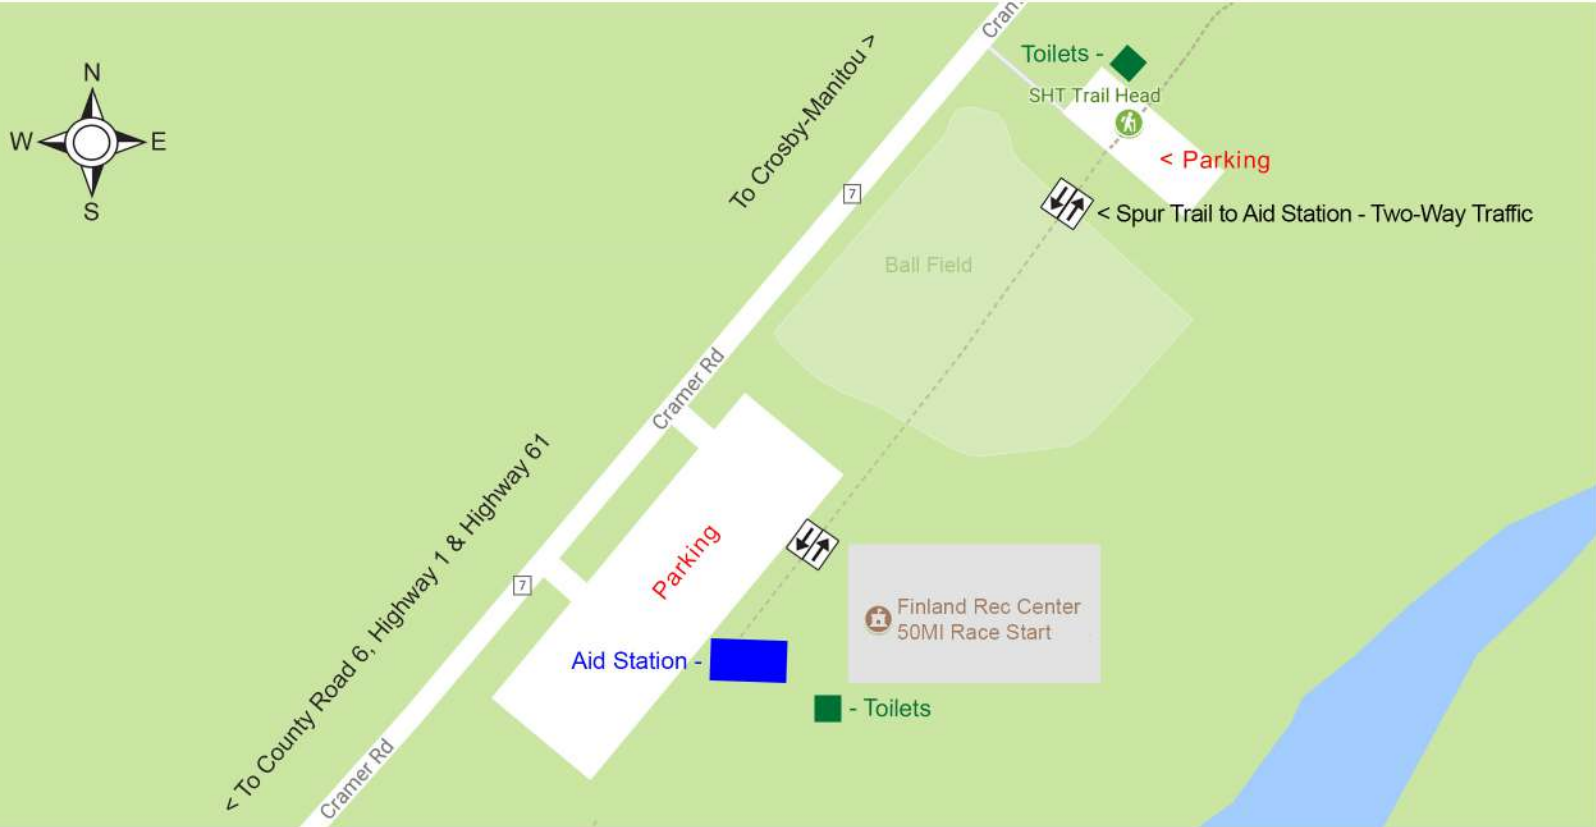 N
W
E
S
Cram
To Crosby-Manitou >
Toilets -
SHT Trail Head
< Parking
7
< Spur Trail to Aid Station - Two-Way Traffic
Ball Field
Cramer Rd
< To County Road 6, Highway 1 & Highway 61
Parking
7
Finland Rec Center
50MI Race Start
Aid Station -
- Toilets
Cramer Rd